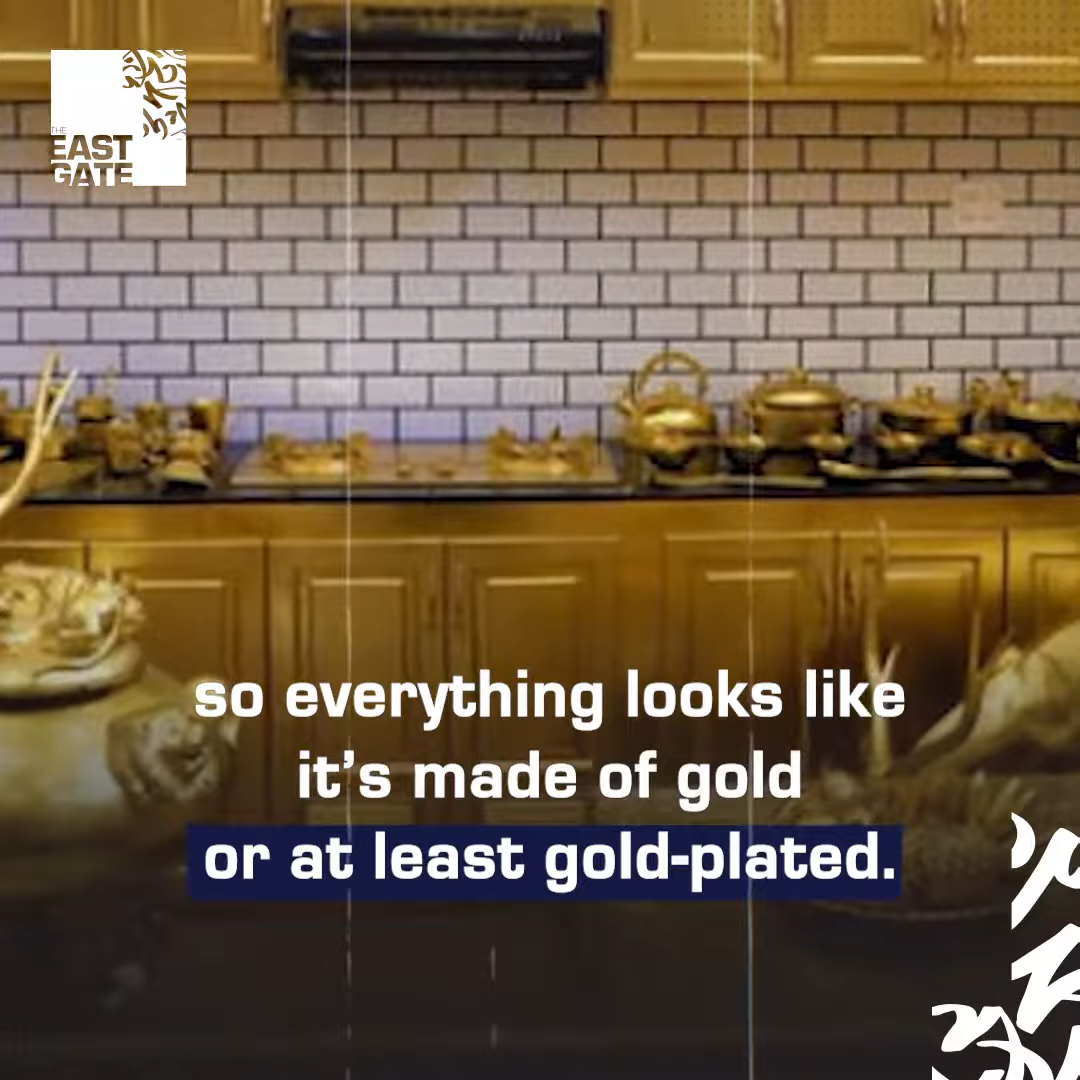 THE
EAST
GATE
so everything looks like
it’s made of gold
or at least gold-plated.